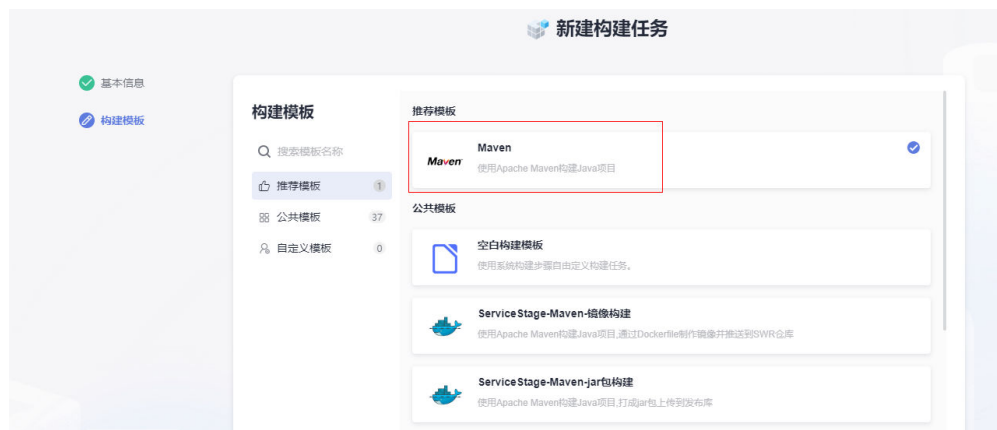 新建构建任务
基本信息
构建模板
构建模板
搜索模板名称
推荐模板 1
公共模板 37
自定义模板 0
推荐模板
Maven
Maven
使用Apache Maven构建Java项目
公共模板
空白构建模板
使用系统构建步骤自由定义构建任务。
ServiceStage-Maven-镜像构建
使用Apache Maven构建Java项目,通过Dockerfile制作镜像并推送到SWR仓库
ServiceStage-Maven-jar包构建
使用Apache Maven构建Java项目,打成jar包上传到发布库